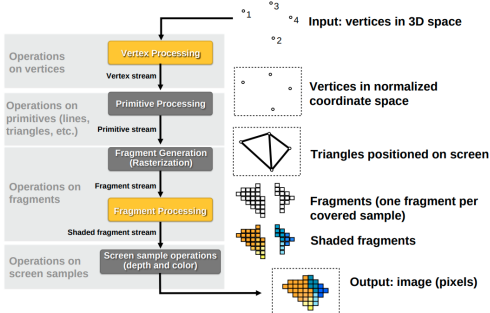 1
3
4
2
Input: vertices in 3D space
Operations
on vertices
Vertex Processing
Vertex stream
Vertices in normalized
coordinate space
Operations on
primitives (lines,
triangles, etc.)
Primitive Processing
Primitive stream
Triangles positioned on screen
Fragment Generation
(Rasterization)
Fragment stream
Operations on
fragments
Fragment Processing
Shaded fragment stream
Fragments (one fragment per
covered sample)
Shaded fragments
Operations on
screen samples
Screen sample operations
(depth and color)
Output: image (pixels)